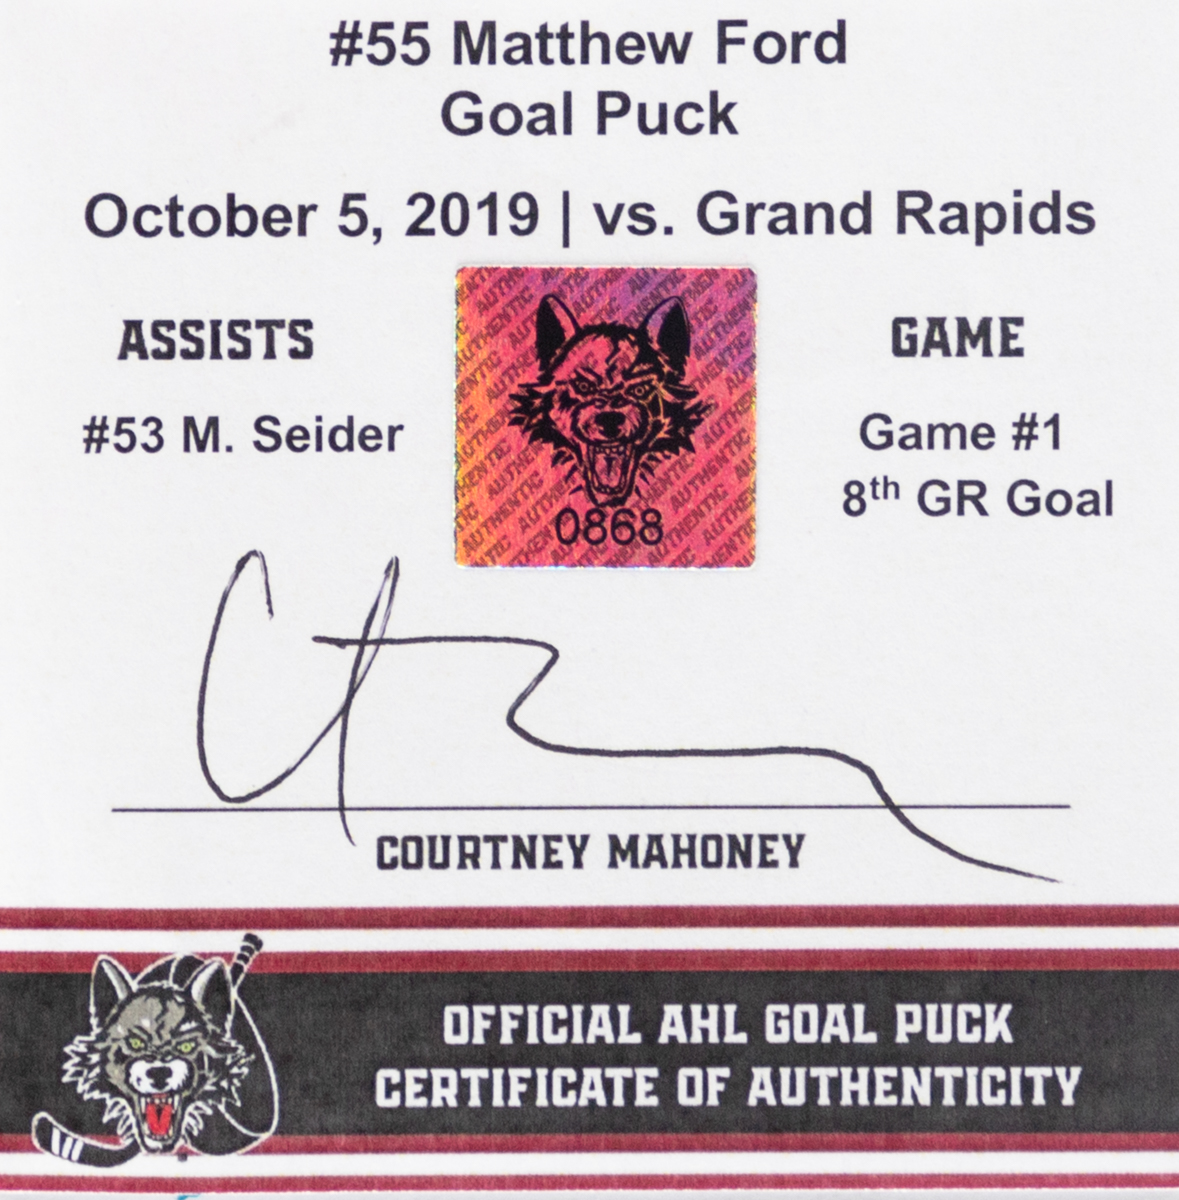 #55 Matthew Ford
Goal Puck
October 5, 2019 | vs. Grand Rapids
ASSISTS
#53 M. Seider
GAME
Game #1
8th GR Goal
AUTHENTIC
0868
COURTNEY MAHONEY
OFFICIAL AHL GOAL PUCK
CERTIFICATE OF AUTHENTICITY